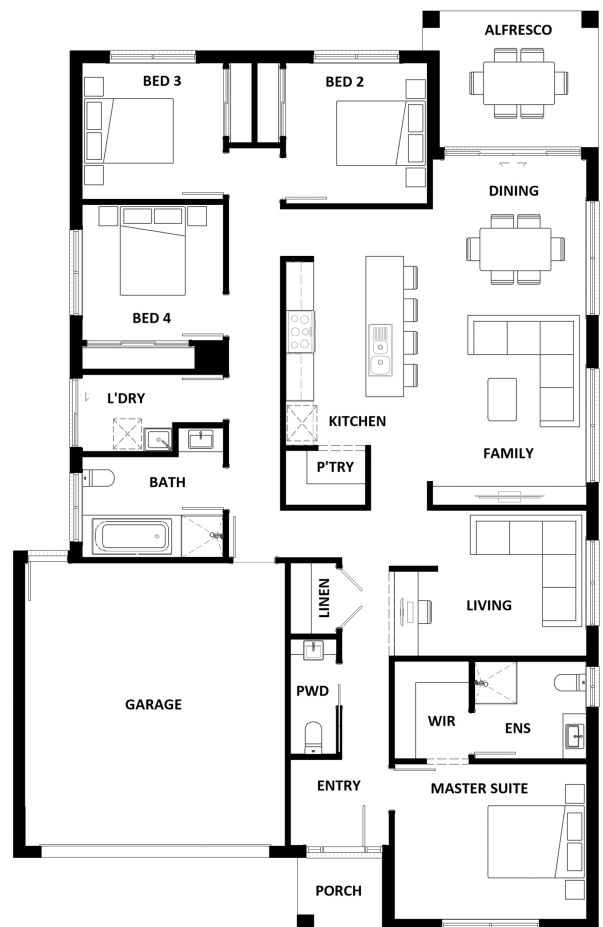 ALFRESCO
BED 3
BED 2
DINING
BED 4
L'DRY
KITCHEN
FAMILY
P'TRY
BATH
LINEN
LIVING
PWD
GARAGE
WIR
ENS
ENTRY
MASTER SUITE
PORCH